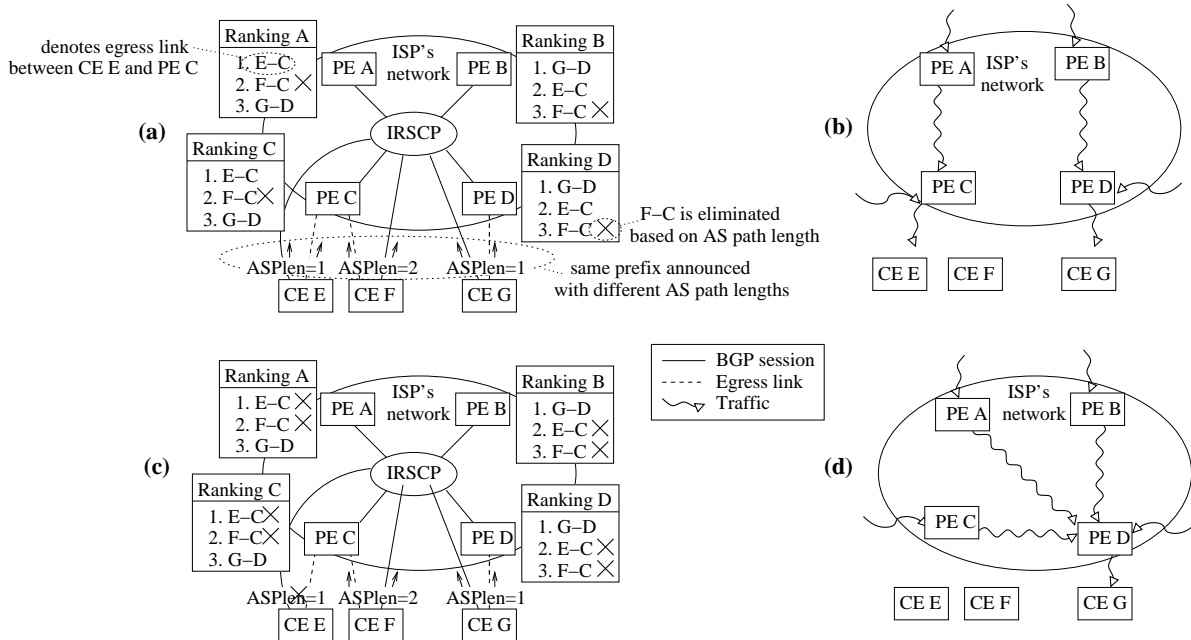 denotes egress link
between CE E and PE C
Ranking A
1. E–C
2. F–C
3. G–D
PE A
ISP's
network
PE B
Ranking B
1. G–D
2. E–C
3. F–C
(a)
IRSCP
Ranking C
1. E–C
2. F–C
3. G–D
PE C
PE D
Ranking D
1. G–D
2. E–C
3. F–C
F–C is eliminated
based on AS path length
ASPlen=1
ASPlen=2
ASPlen=1
same prefix announced
with different AS path lengths
CE E
CE F
CE G
(b)
PE A
ISP's
network
PE B
PE C
PE D
CE E
CE F
CE G
BGP session
Egress link
Traffic
(c)
Ranking A
1. E–C
2. F–C
3. G–D
PE A
ISP's
network
PE B
Ranking B
1. G–D
2. E–C
3. F–C
IRSCP
Ranking C
1. E–C
2. F–C
3. G–D
PE C
PE D
Ranking D
1. G–D
2. E–C
3. F–C
ASPlen=1
ASPlen=2
ASPlen=1
CE E
CE F
CE G
(d)
PE A
ISP's
network
PE B
PE C
PE D
CE E
CE F
CE G